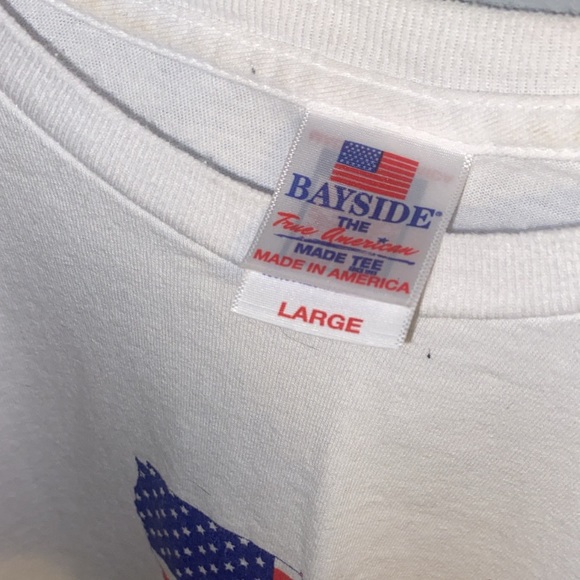 BAYSIDE®
THE
True American
MADE TEE
MADE IN AMERICA
LARGE